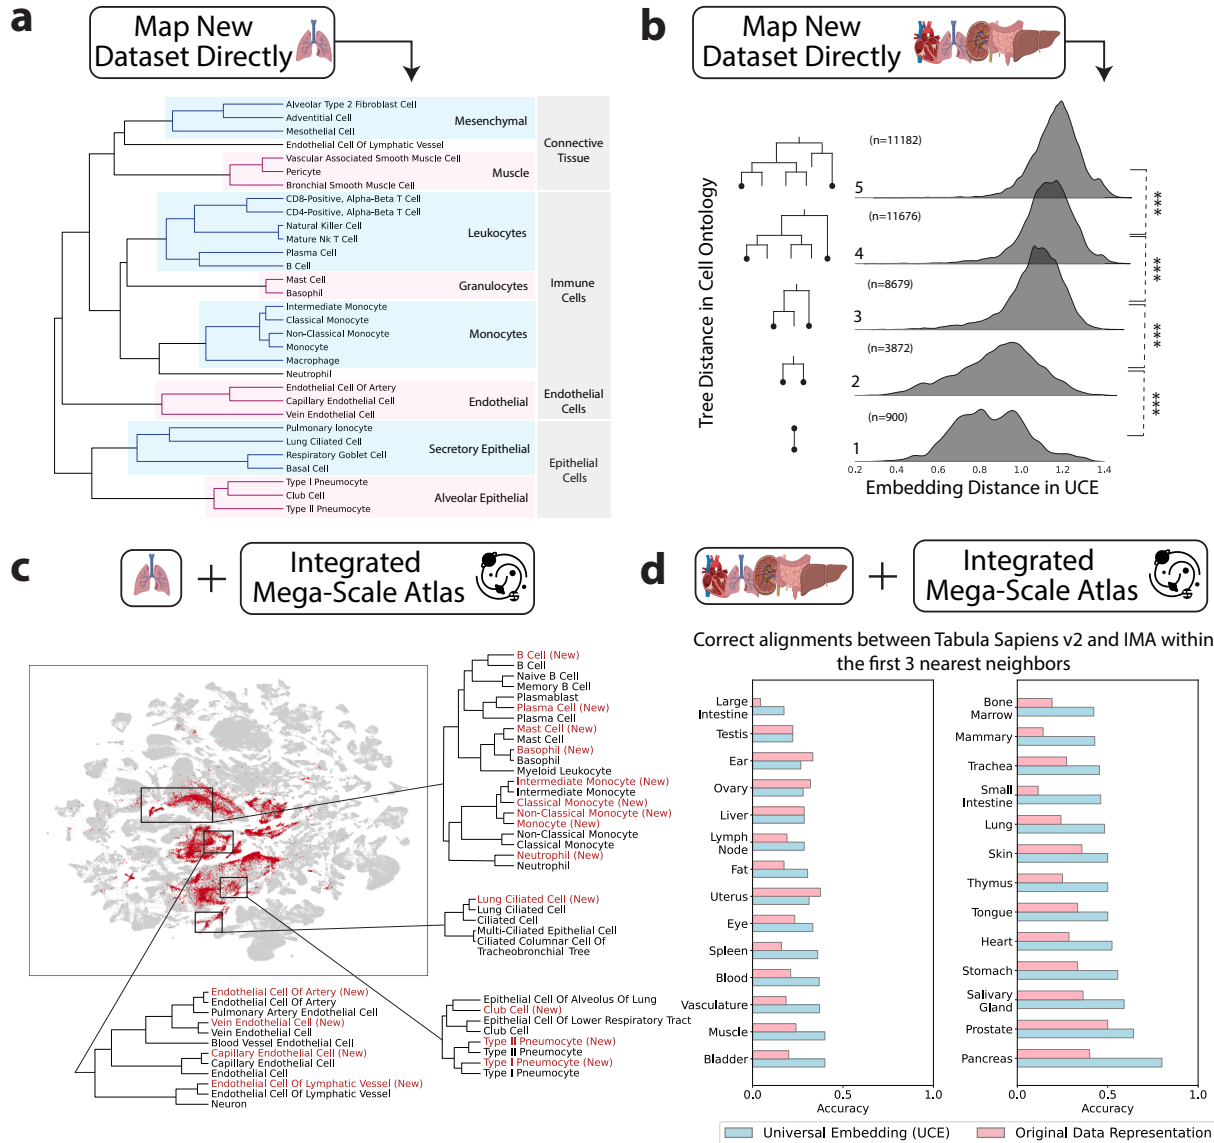 a
Map New
Dataset Directly
Alveolar Type 2 Fibroblast Cell
Adventitial Cell
Mesothelial Cell
Mesenchymal
Endothelial Cell Of Lymphatic Vessel
Vascular Associated Smooth Muscle Cell
Pericyte
Bronchial Smooth Muscle Cell
Muscle
Connective
Tissue
CD8-Positive, Alpha-Beta T Cell
CD4-Positive, Alpha-Beta T Cell
Natural Killer Cell
Mature Nk T Cell
Plasma Cell
B Cell
Leukocytes
Mast Cell
Basophil
Granulocytes
Intermediate Monocyte
Classical Monocyte
Non-Classical Monocyte
Monocyte
Macrophage
Monocytes
Neutrophil
Immune
Cells
Endothelial Cell Of Artery
Capillary Endothelial Cell
Vein Endothelial Cell
Endothelial
Endothelial
Cells
Pulmonary Ionocyte
Lung Ciliated Cell
Respiratory Goblet Cell
Basal Cell
Secretory Epithelial
Type I Pneumocyte
Club Cell
Type II Pneumocyte
Alveolar Epithelial
Epithelial
Cells
b
Map New
Dataset Directly
Tree Distance in Cell Ontology
(n=11182)
5
(n=11676)
4
(n=8679)
3
(n=3872)
2
(n=900)
1
***
***
***
***
0.2 0.4 0.6 0.8 1.0 1.2 1.4
Embedding Distance in UCE
c
+
Integrated
Mega-Scale Atlas
B Cell (New)
B Cell
Naive B Cell
Memory B Cell
Plasmablast
Plasma Cell (New)
Plasma Cell
Mast Cell (New)
Mast Cell
Basophil (New)
Basophil
Myeloid Leukocyte
Intermediate Monocyte (New)
Intermediate Monocyte
Classical Monocyte (New)
Non-Classical Monocyte (New)
Monocyte (New)
Non-Classical Monocyte
Classical Monocyte
Neutrophil (New)
Neutrophil
Lung Ciliated Cell (New)
Lung Ciliated Cell
Ciliated Cell
Multi-Ciliated Epithelial Cell
Ciliated Columnar Cell Of
Tracheobronchial Tree
Endothelial Cell Of Artery (New)
Endothelial Cell Of Artery
Pulmonary Artery Endothelial Cell
Vein Endothelial Cell (New)
Vein Endothelial Cell
Blood Vessel Endothelial Cell
Capillary Endothelial Cell (New)
Capillary Endothelial Cell
Endothelial Cell
Endothelial Cell Of Lymphatic Vessel (New)
Endothelial Cell Of Lymphatic Vessel
Neuron
Epithelial Cell Of Alveolus Of Lung
Club Cell (New)
Epithelial Cell Of Lower Respiratory Tract
Club Cell
Type II Pneumocyte (New)
Type II Pneumocyte
Type I Pneumocyte (New)
Type I Pneumocyte
d
+
Integrated
Mega-Scale Atlas
Correct alignments between Tabula Sapiens v2 and IMA within
the first 3 nearest neighbors
Large
Intestine
Testis
Ear
Ovary
Liver
Lymph
Node
Fat
Uterus
Eye
Spleen
Blood
Vasculature
Muscle
Bladder
0.0 0.5 1.0
Accuracy
Bone
Marrow
Mammary
Trachea
Small
Intestine
Lung
Skin
Thymus
Tongue
Heart
Stomach
Salivary
Gland
Prostate
Pancreas
0.0 0.5 1.0
Accuracy
Universal Embedding (UCE)
Original Data Representation